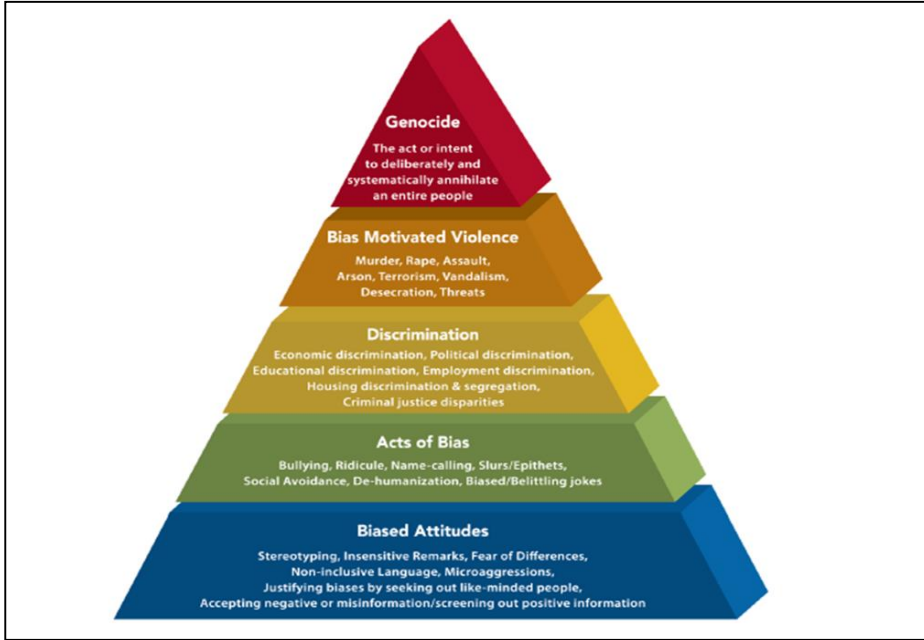 Genocide
The act or intent
to deliberately and
systematically annihilate
an entire people
Bias Motivated Violence
Murder, Rape, Assault,
Arson, Terrorism, Vandalism,
Desecration, Threats
Discrimination
Economic discrimination, Political discrimination,
Educational discrimination, Employment discrimination,
Housing discrimination & segregation,
Criminal justice disparities
Acts of Bias
Bullying, Ridicule, Name-calling, Slurs/Epithets,
Social Avoidance, De-humanization, Biased/Belittling jokes
Biased Attitudes
Stereotyping, Insensitive Remarks, Fear of Differences,
Non-inclusive Language, Microaggressions,
Justifying biases by seeking out like-minded people,
Accepting negative or misinformation/screening out positive information